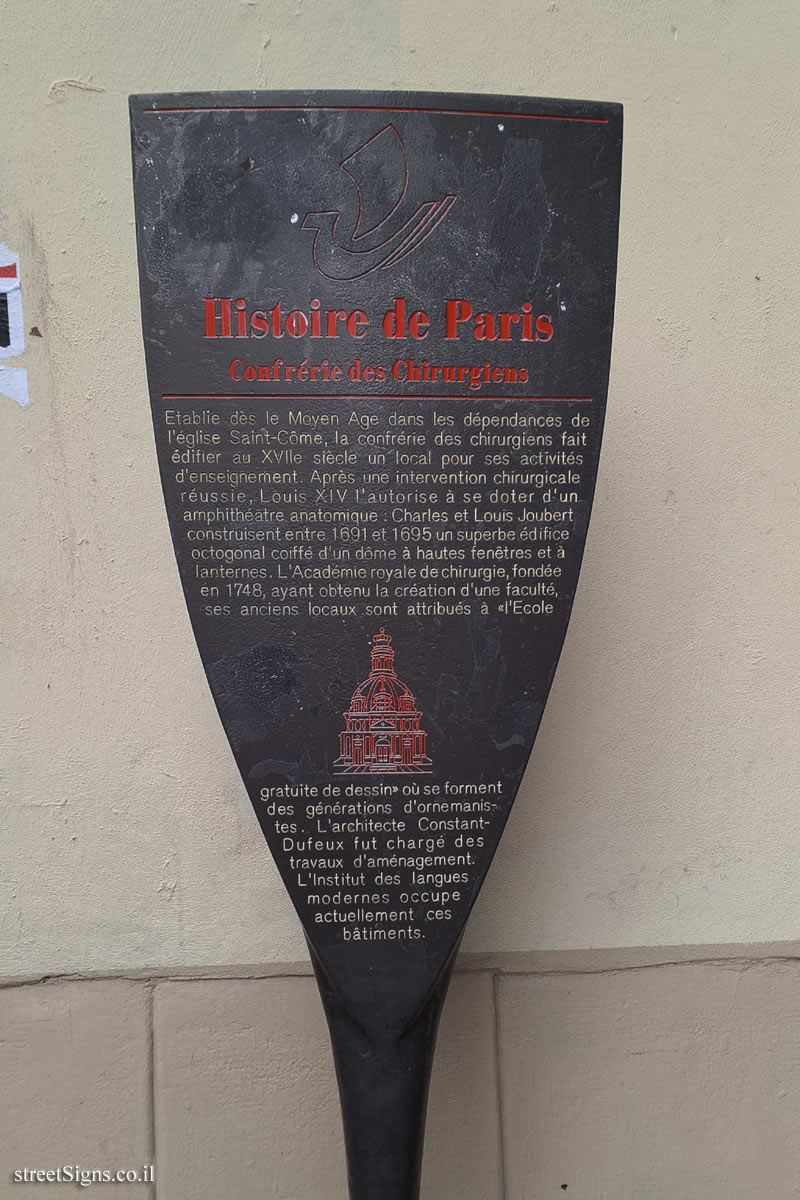 Histoire de Paris
Confrérie des Chirurgiens
Etablie dès le Moyen Age dans les dépendances de
l'église Saint-Côme, la confrérie des chirurgiens fait
édifier au XVIIe siècle un local pour ses activités
d'enseignement. Après une intervention chirurgicale
réussie, Louis XIV l'autorise à se doter d'un
amphithéâtre anatomique : Charles et Louis Joubert
construisent entre 1691 et 1695 un superbe édifice
octogonal coiffé d'un dôme à hautes fenêtres et à
lanternes. L'Académie royale de chirurgie, fondée
en 1748, ayant obtenu la création d'une faculté,
ses anciens locaux sont attribués à «l'Ecole
gratuite de dessin» où se forment
des générations d'ornemanis-
tes. L'architecte Constant-
Dufeux fut chargé des
travaux d'aménagement.
L'Institut des langues
modernes occupe
actuellement ces
bâtiments.
streetSigns.co.il